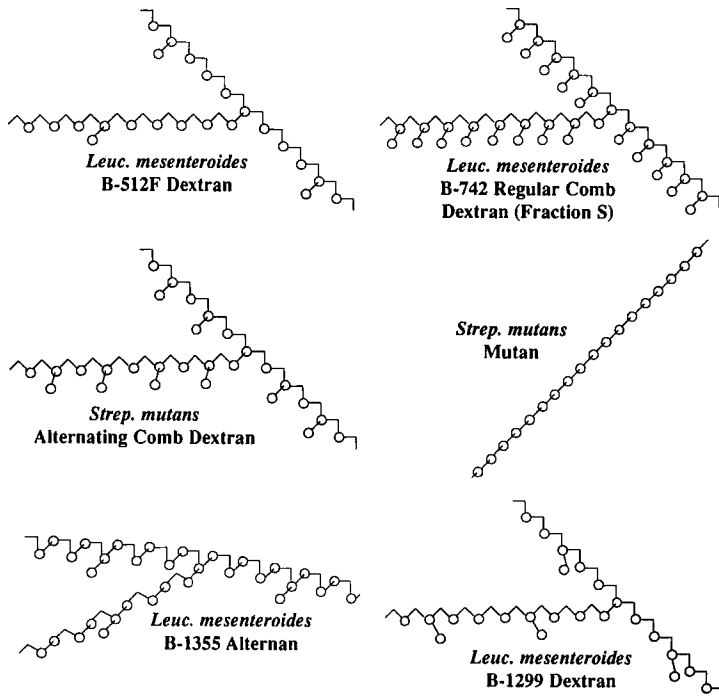 Leuc. mesenteroides
B-512F Dextran
Leuc. mesenteroides
B-742 Regular Comb
Dextran (Fraction S)
Strep. mutans
Alternating Comb Dextran
Strep. mutans
Mutan
Leuc. mesenteroides
B-1355 Alternan
Leuc. mesenteroides
B-1299 Dextran